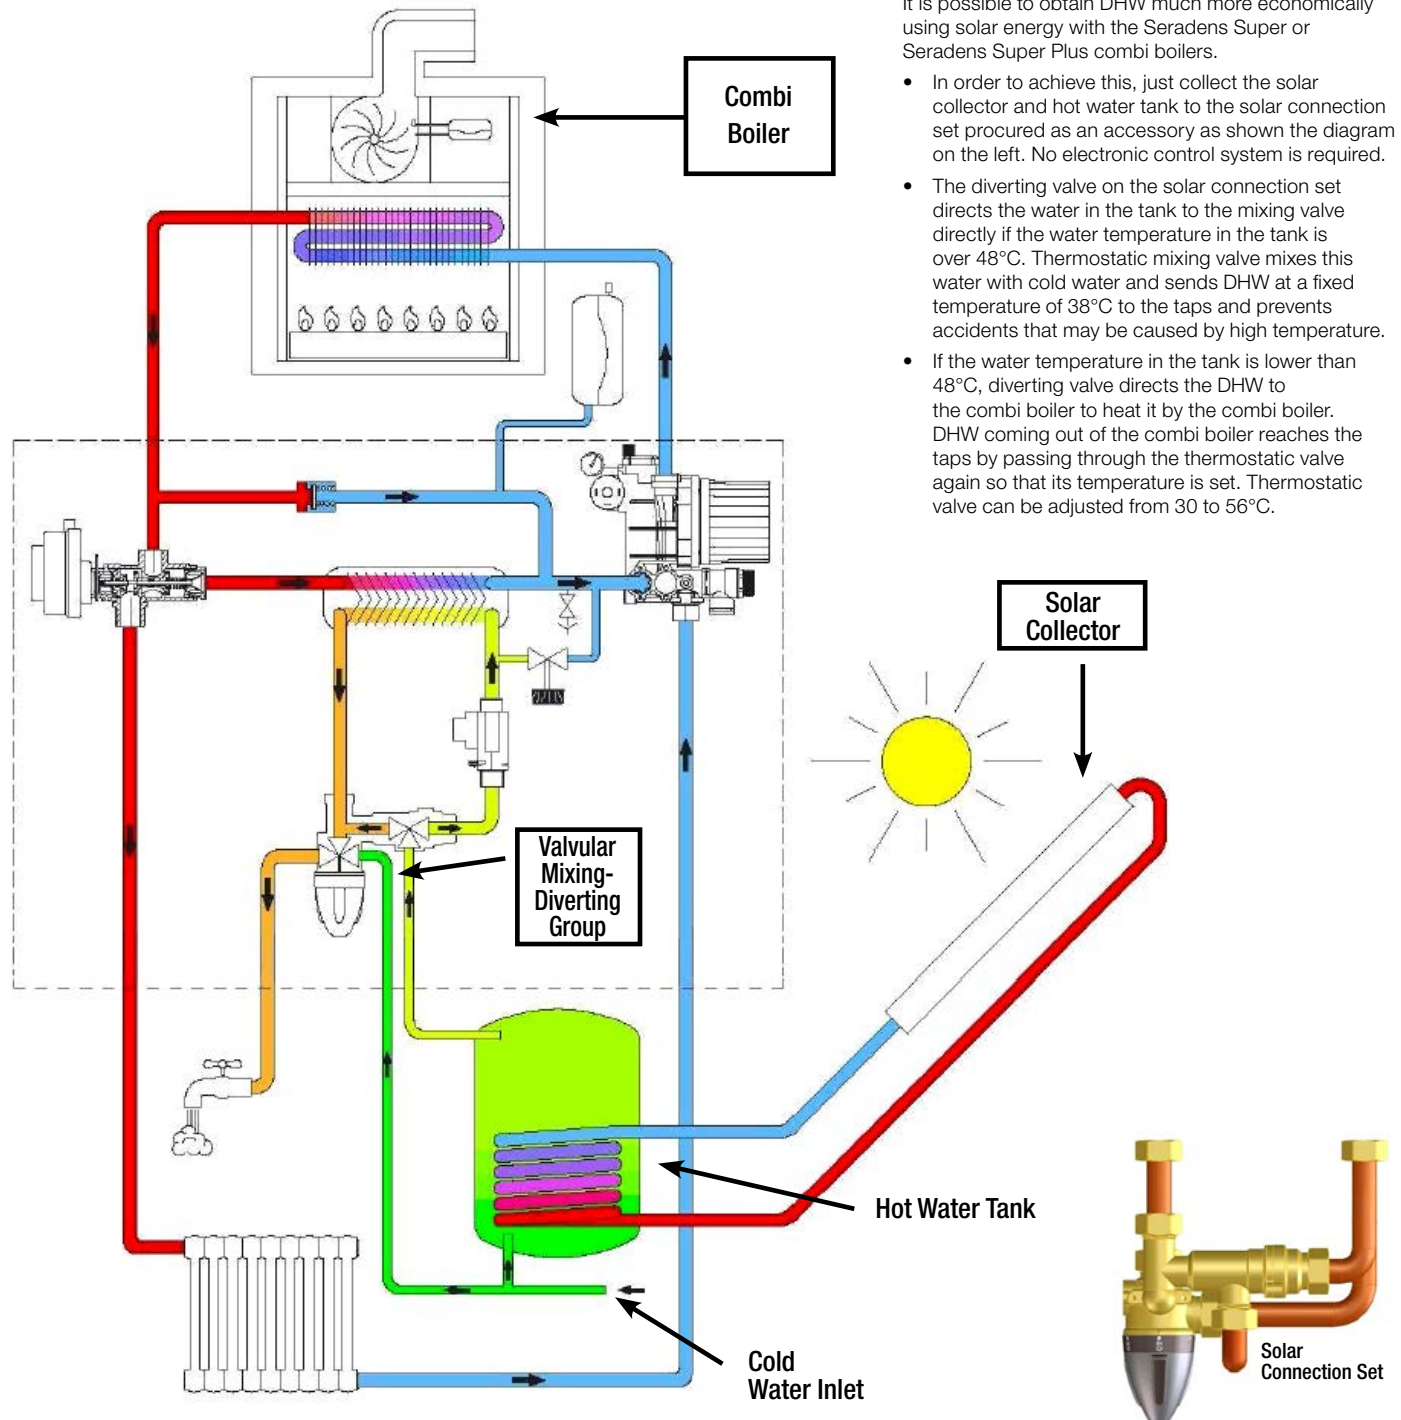 It is possible to obtain DHW much more economically
using solar energy with the Seradens Super or
Seradens Super Plus combi boilers.
• In order to achieve this, just collect the solar
collector and hot water tank to the solar connection
set procured as an accessory as shown the diagram
on the left. No electronic control system is required.
• The diverting valve on the solar connection set
directs the water in the tank to the mixing valve
directly if the water temperature in the tank is
over 48°C. Thermostatic mixing valve mixes this
water with cold water and sends DHW at a fixed
temperature of 38°C to the taps and prevents
accidents that may be caused by high temperature.
• If the water temperature in the tank is lower than
48°C, diverting valve directs the DHW to
the combi boiler to heat it by the combi boiler.
DHW coming out of the combi boiler reaches the
taps by passing through the thermostatic valve
again so that its temperature is set. Thermostatic
valve can be adjusted from 30 to 56°C.
Combi
Boiler
Solar
Collector
Valvular
Mixing-
Diverting
Group
Hot Water Tank
Cold
Water Inlet
Solar
Connection Set